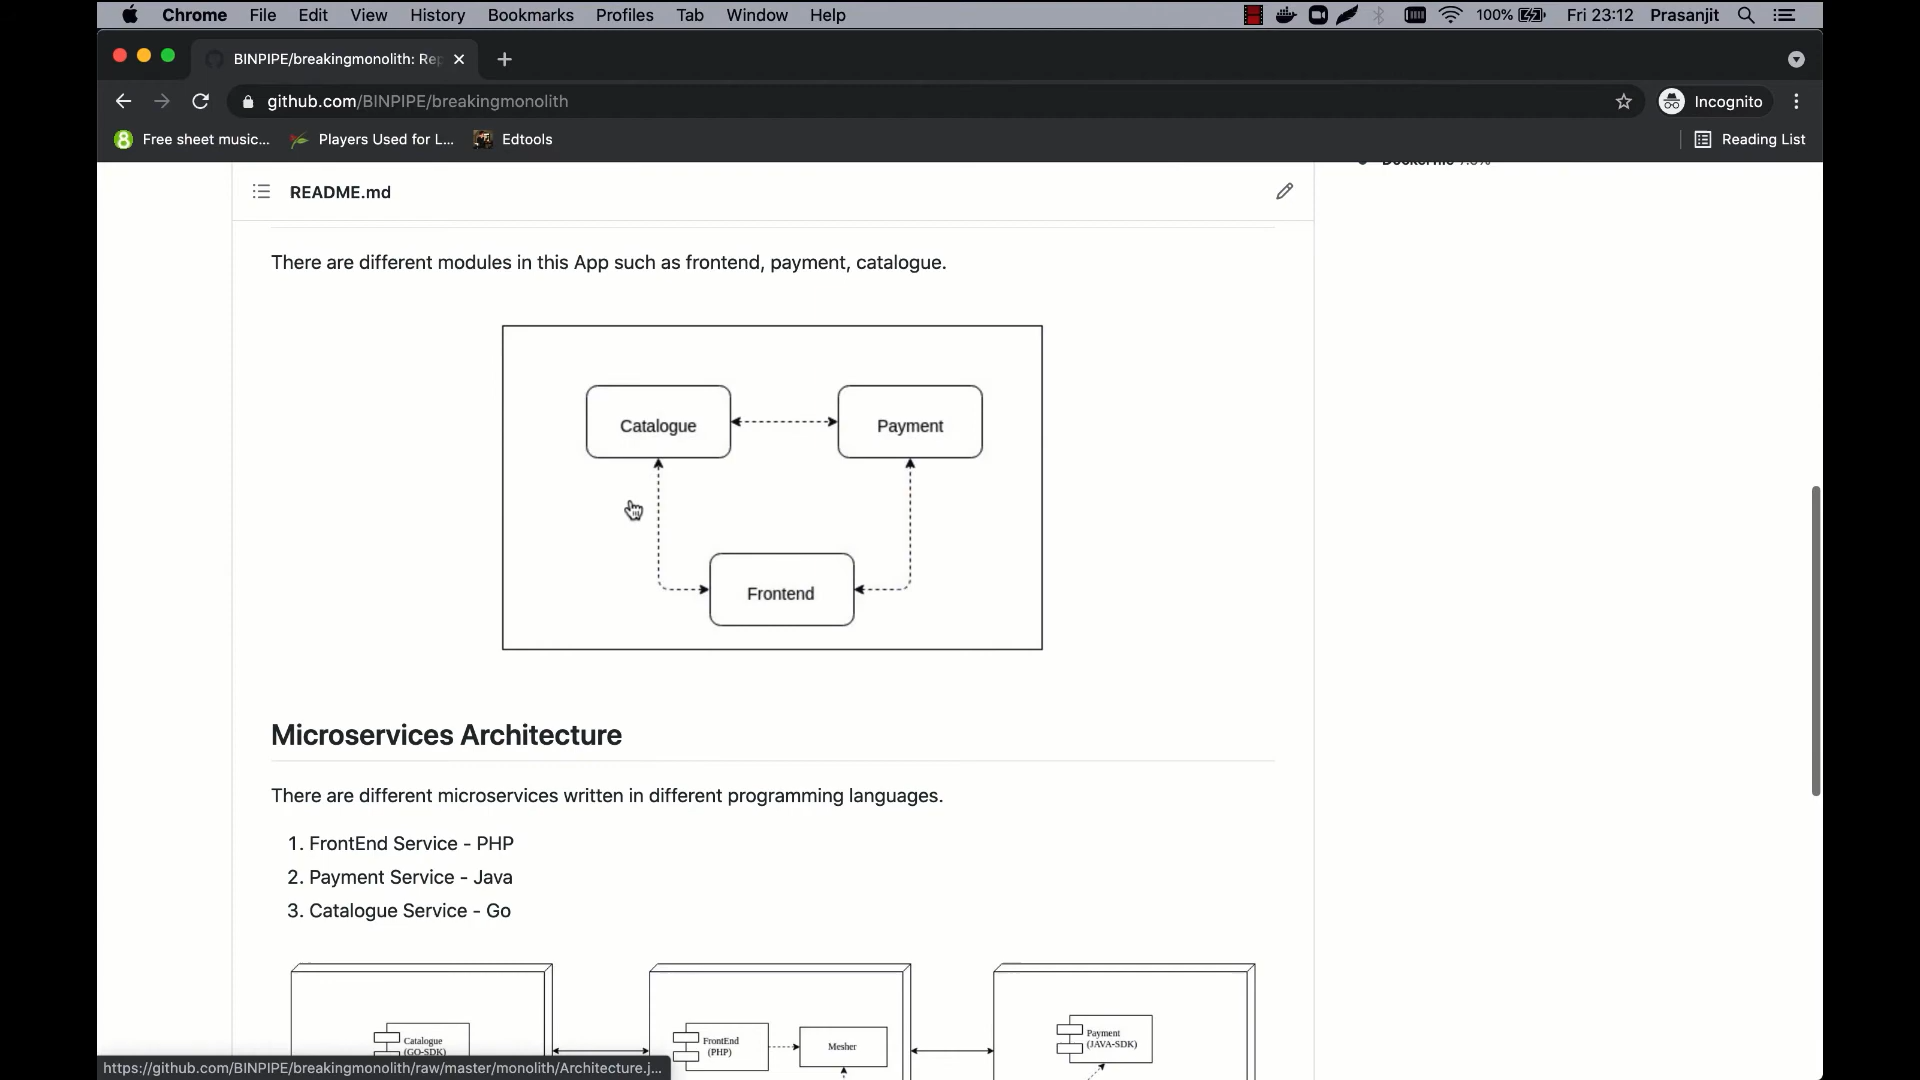 Chrome File Edit View History Bookmarks Profiles Tab Window Help 100% Fri 23:12 Prasanjit
BINPIPE/breakingmonolith: Rep
github.com/BINPIPE/breakingmonolith Incognito
Free sheet music... Players Used for L... Edtools Reading List
README.md
There are different modules in this App such as frontend, payment, catalogue.
Catalogue Payment
Frontend
Microservices Architecture
There are different microservices written in different programming languages.
1. FrontEnd Service - PHP
2. Payment Service - Java
3. Catalogue Service - Go
Catalogue
(GO-SDK)
FrontEnd
(PHP)
Mesher
Payment
(JAVA-SDK)
https://github.com/BINPIPE/breakingmonolith/raw/master/monolith/Architecture.j...